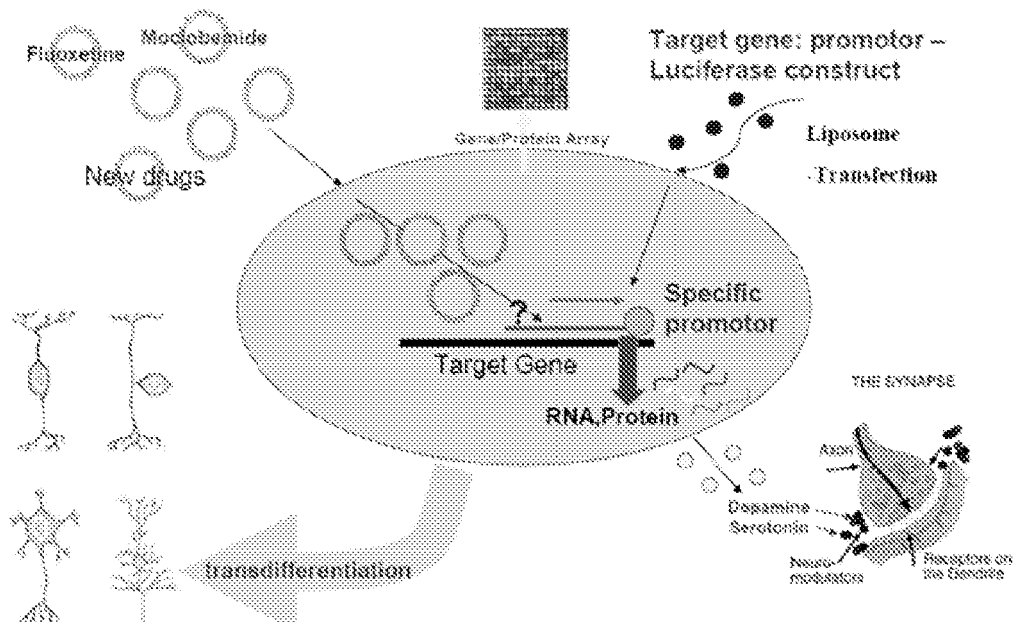 Fluoxetine
Moclobemide
New drugs
Gene/Protein Array
Target gene: promotor –
Luciferase construct
Liposome
-Transfection
?
Specific
promotor
Target Gene
RNA,Protein
THE SYNAPSE
Axon
Dopamine
Serotonin
Neuro
modulators
Receptors on
the Dendrite
transdifferentiation